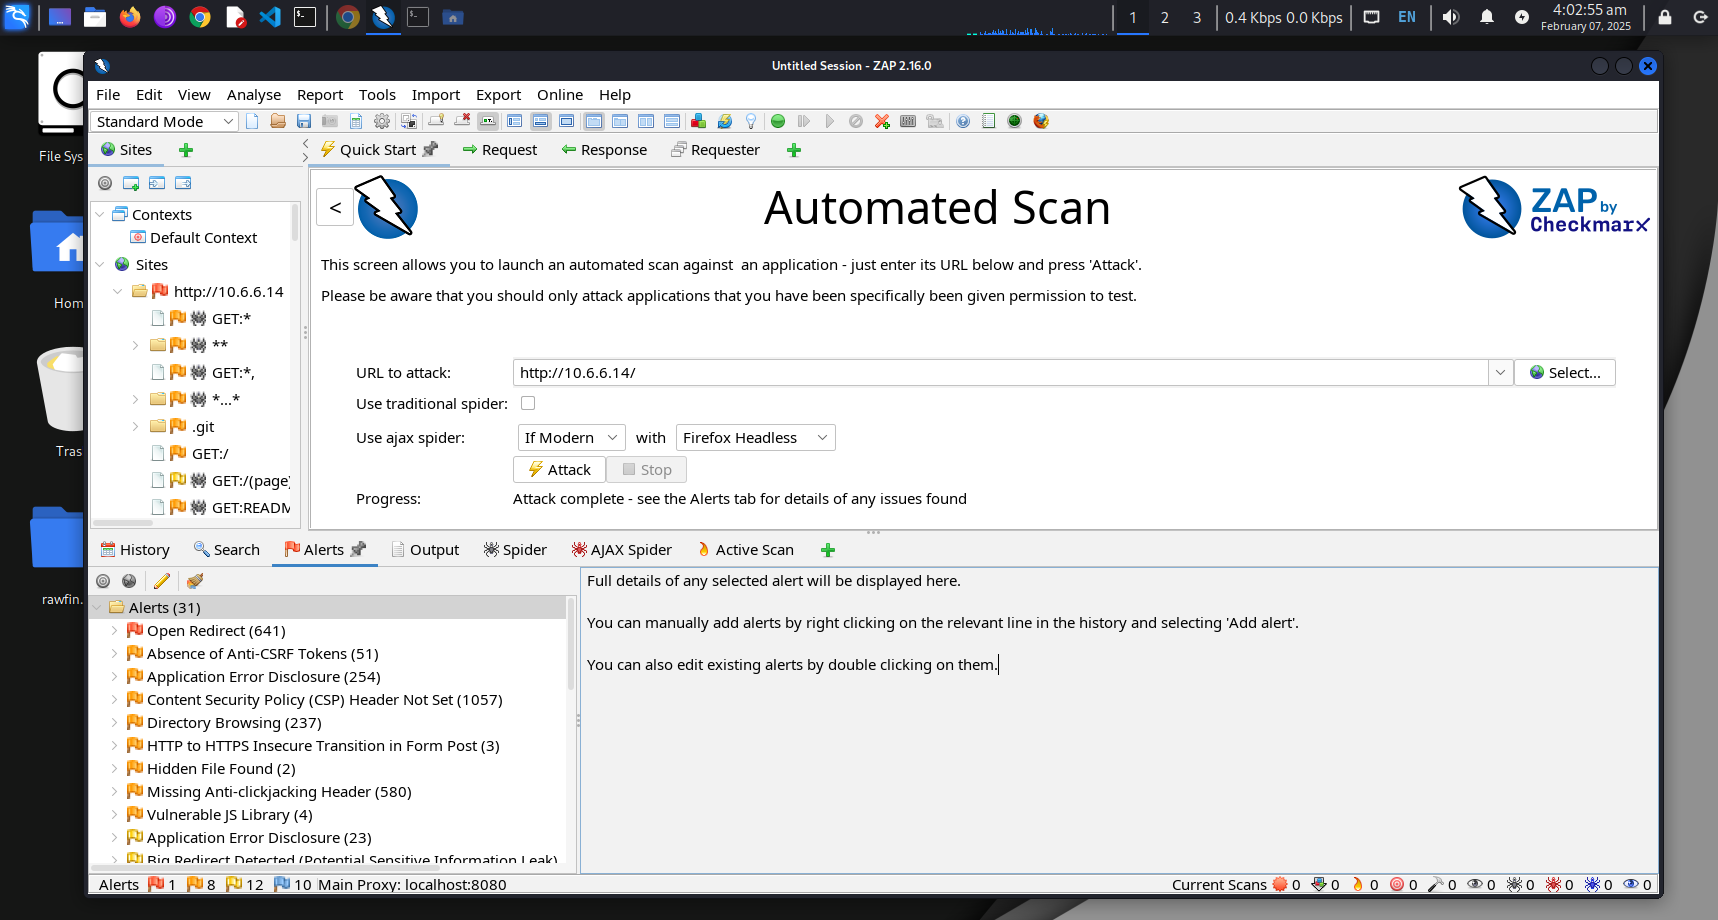 1 2 3 0.4 Kbps 0.0 Kbps EN 4:02:55 am
February 07, 2025
Untitled Session - ZAP 2.16.0
File Edit View Analyse Report Tools Import Export Online Help
Standard Mode
Sites Quick Start Request Response Requester
File Sys
Contexts
Default Context
Sites
http://10.6.6.14
GET:*
**
GET:*,
*...*
.git
GET:/
GET:/(page)
GET:READM
Hom
Tras
rawfin.
< Automated Scan
ZAP by
Checkmarx
This screen allows you to launch an automated scan against  an application - just enter its URL below and press 'Attack'.
Please be aware that you should only attack applications that you have been specifically been given permission to test.
URL to attack: http://10.6.6.14/ Select...
Use traditional spider:
Use ajax spider: If Modern with Firefox Headless
Attack Stop
Progress: Attack complete - see the Alerts tab for details of any issues found
History Search Alerts Output Spider AJAX Spider Active Scan
Alerts (31)
Open Redirect (641)
Absence of Anti-CSRF Tokens (51)
Application Error Disclosure (254)
Content Security Policy (CSP) Header Not Set (1057)
Directory Browsing (237)
HTTP to HTTPS Insecure Transition in Form Post (3)
Hidden File Found (2)
Missing Anti-clickjacking Header (580)
Vulnerable JS Library (4)
Application Error Disclosure (23)
Big Redirect Detected (Potential Sensitive Information Leak)
Full details of any selected alert will be displayed here.
You can manually add alerts by right clicking on the relevant line in the history and selecting 'Add alert'.
You can also edit existing alerts by double clicking on them.
Alerts 1 8 12 10 Main Proxy: localhost:8080 Current Scans 0 0 0 0 0 0 0 0 0 0